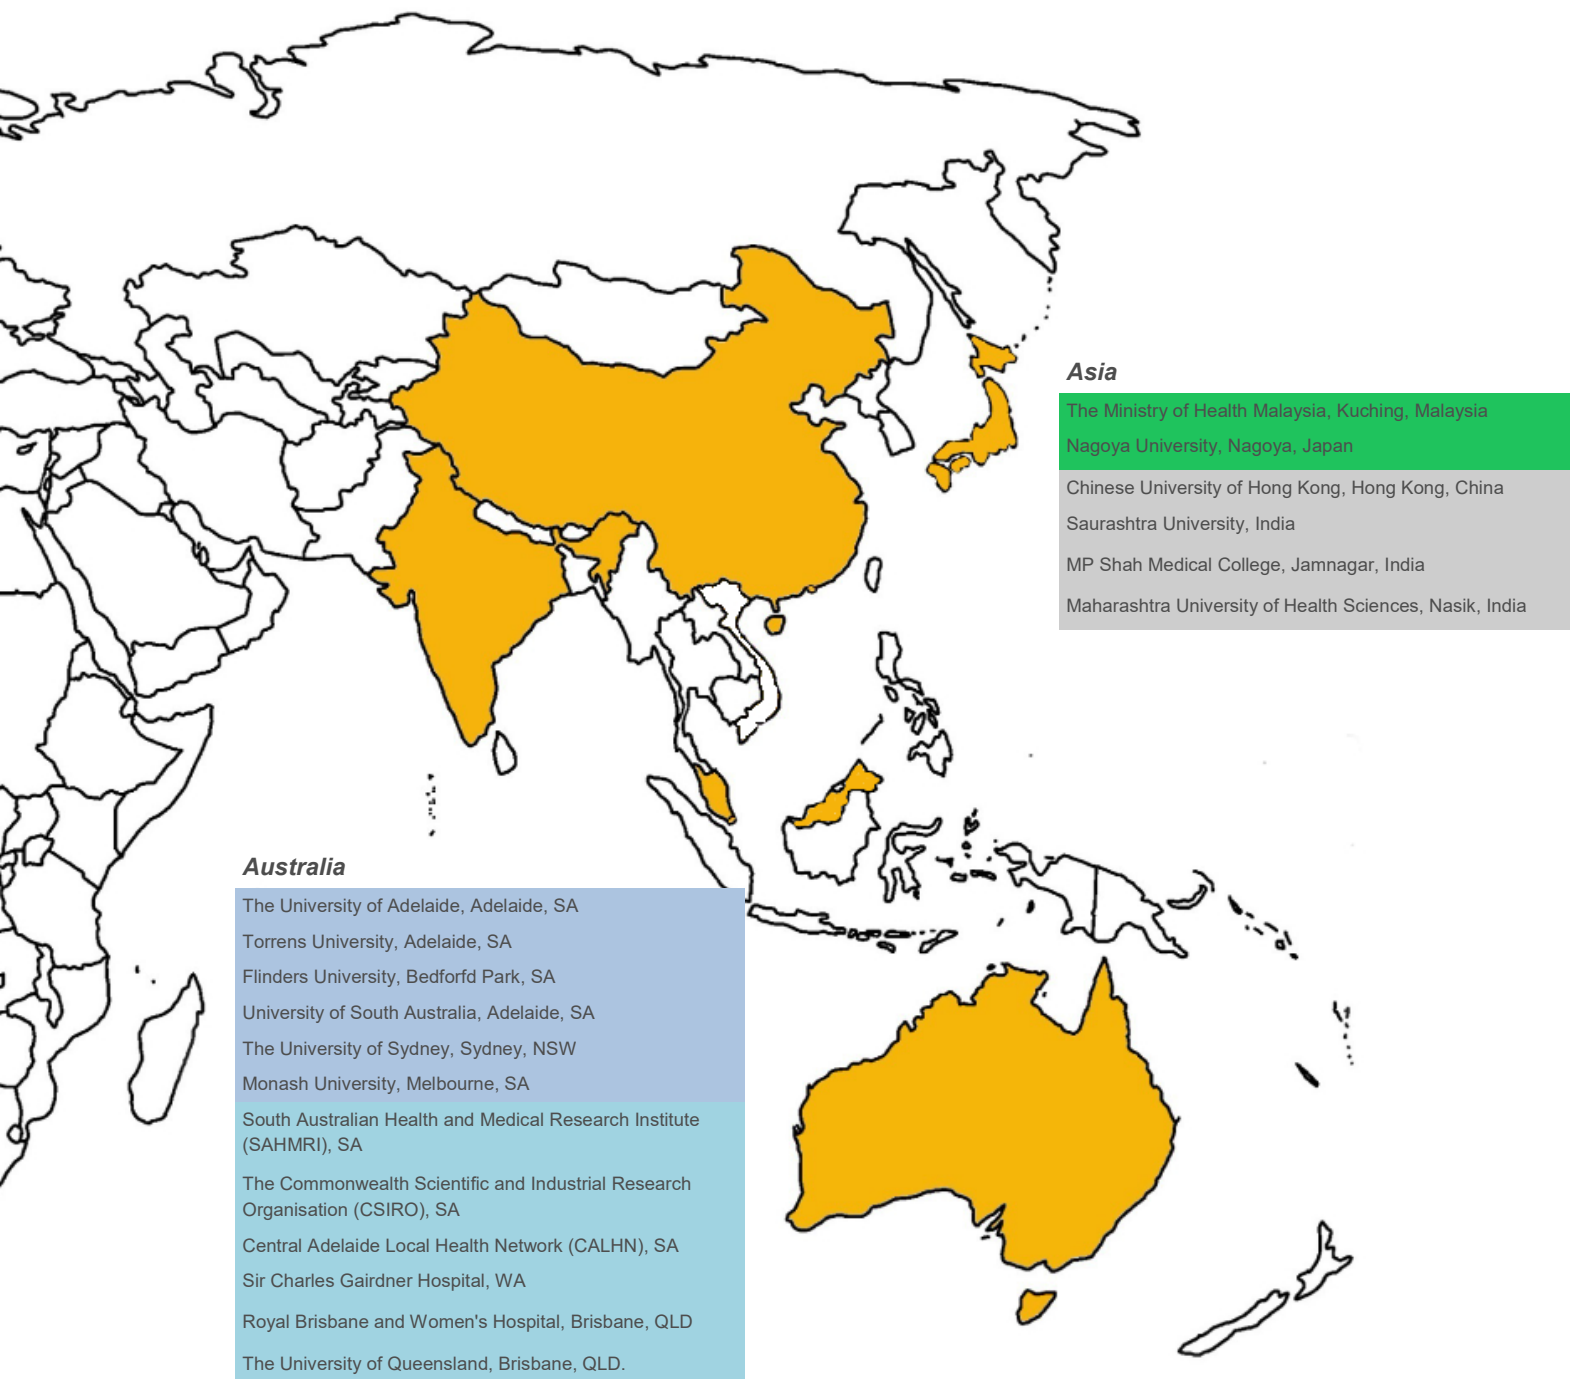 Asia
The Ministry of Health Malaysia, Kuching, Malaysia
Nagoya University, Nagoya, Japan
Chinese University of Hong Kong, Hong Kong, China
Saurashtra University, India
MP Shah Medical College, Jamnagar, India
Maharashtra University of Health Sciences, Nasik, India
Australia
The University of Adelaide, Adelaide, SA
Torrens University, Adelaide, SA
Flinders University, Bedforfd Park, SA
University of South Australia, Adelaide, SA
The University of Sydney, Sydney, NSW
Monash University, Melbourne, SA
South Australian Health and Medical Research Institute
(SAHMRI), SA
The Commonwealth Scientific and Industrial Research
Organisation (CSIRO), SA
Central Adelaide Local Health Network (CALHN), SA
Sir Charles Gairdner Hospital, WA
Royal Brisbane and Women's Hospital, Brisbane, QLD
The University of Queensland, Brisbane, QLD.